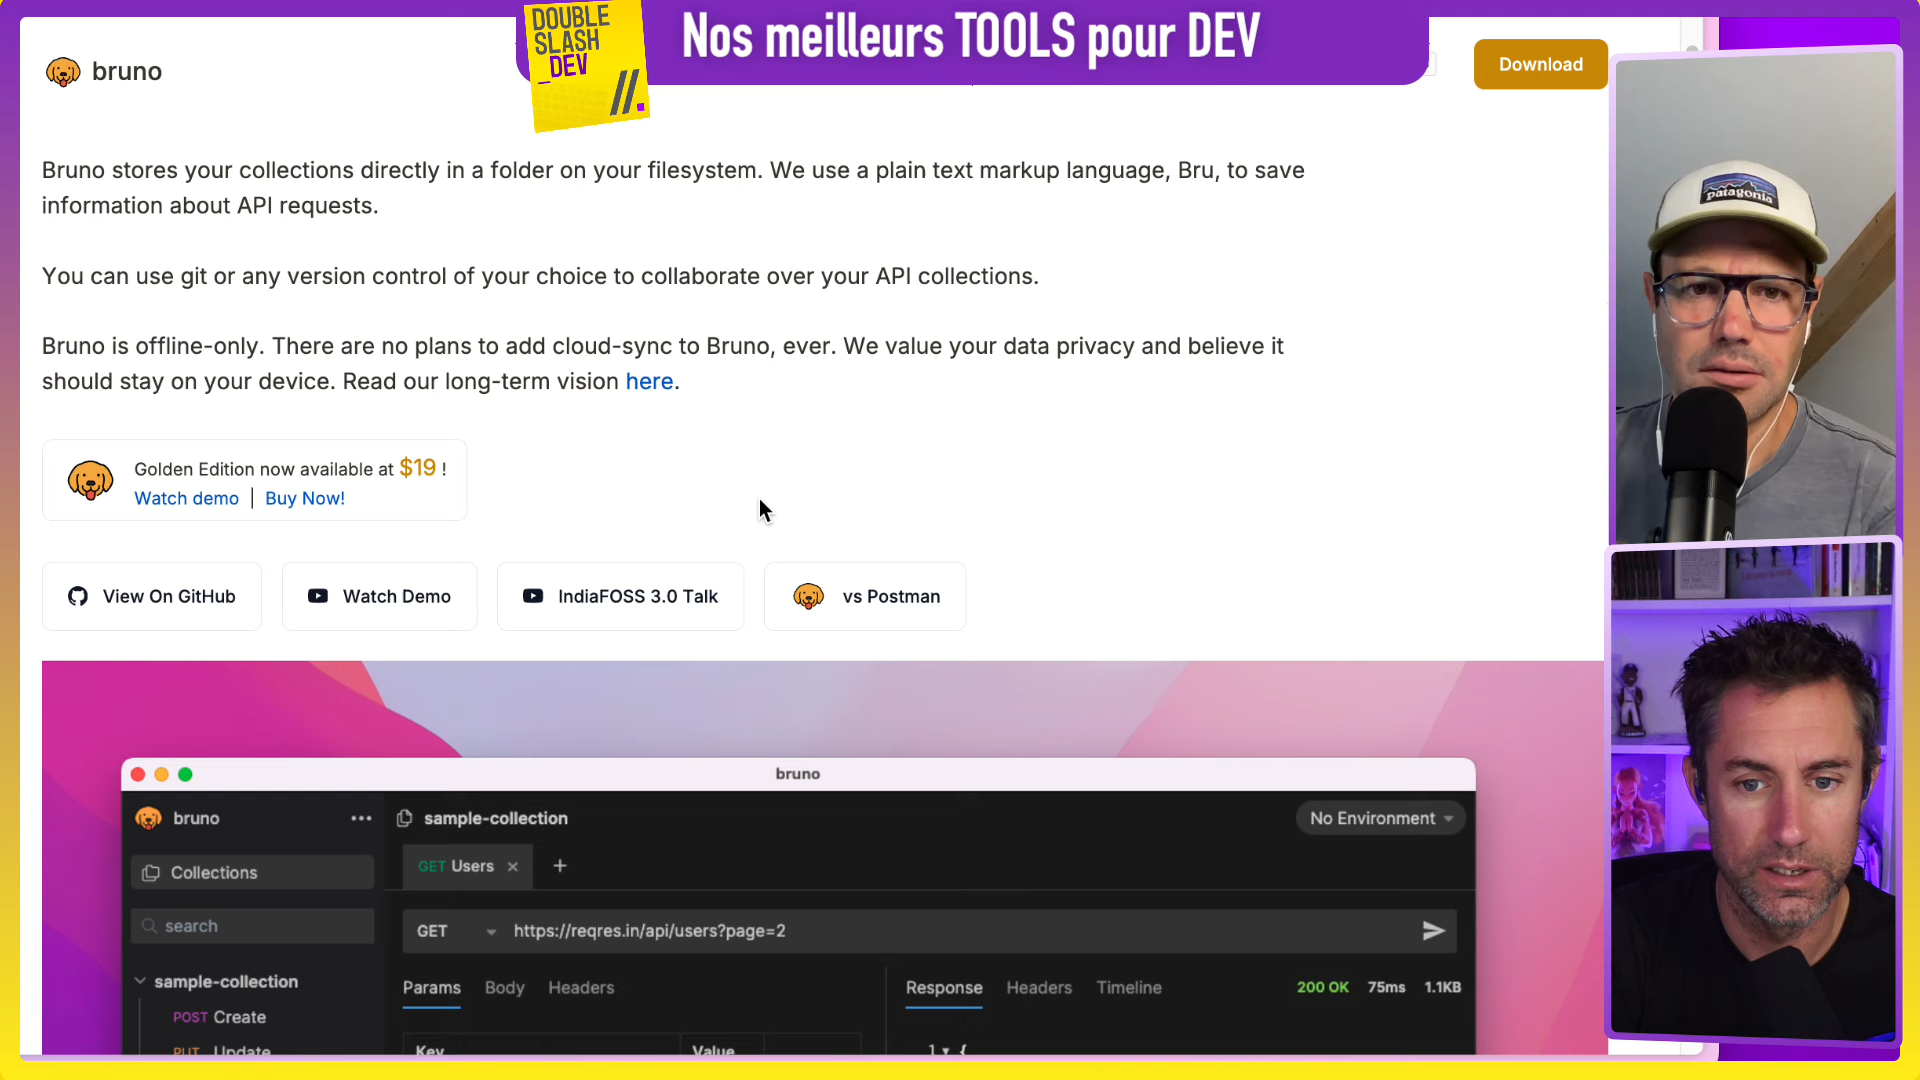 DOUBLE
SLASH
_DEV
//.
Nos meilleurs TOOLS pour DEV
bruno
Download
Bruno stores your collections directly in a folder on your filesystem. We use a plain text markup language, Bru, to save
information about API requests.
You can use git or any version control of your choice to collaborate over your API collections.
Bruno is offline-only. There are no plans to add cloud-sync to Bruno, ever. We value your data privacy and believe it
should stay on your device. Read our long-term vision here.
Golden Edition now available at $19 !
Watch demo | Buy Now!
View On GitHub
Watch Demo
IndiaFOSS 3.0 Talk
vs Postman
bruno
bruno
sample-collection
No Environment
Collections
GET Users
search
GET
https://reqres.in/api/users?page=2
sample-collection
Params
Body
Headers
Response
Headers
Timeline
200 OK
75ms
1.1KB
POST Create
PUT Update
Key
Value
1
{
patagonia